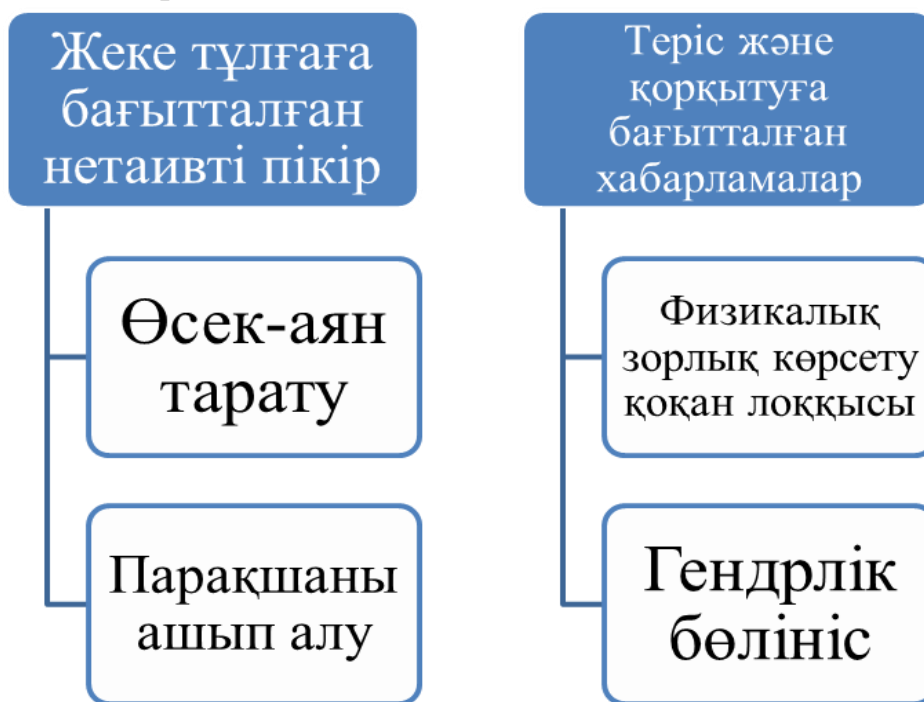 Жеке тұлғаға
бағытталған
нетаивті пікір
Өсек-аян
тарату
Парақшаны
ашып алу
Теріс және
қорқытуға
бағытталған
хабарламалар
Физикалық
зорлық көрсету
қоқан лоққысы
Гендрлік
бөлініс